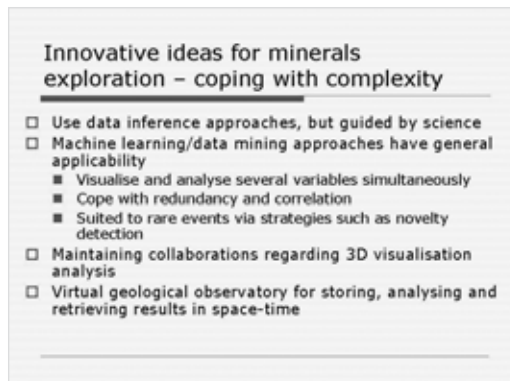 Innovative ideas for minerals
exploration – coping with complexity
Use data inference approaches, but guided by science
Machine learning/data mining approaches have general
applicability
Visualise and analyse several variables simultaneously
Cope with redundancy and correlation
Suited to rare events via strategies such as novelty
detection
Maintaining collaborations regarding 3D visualisation
analysis
Virtual geological observatory for storing, analysing and
retrieving results in space-time